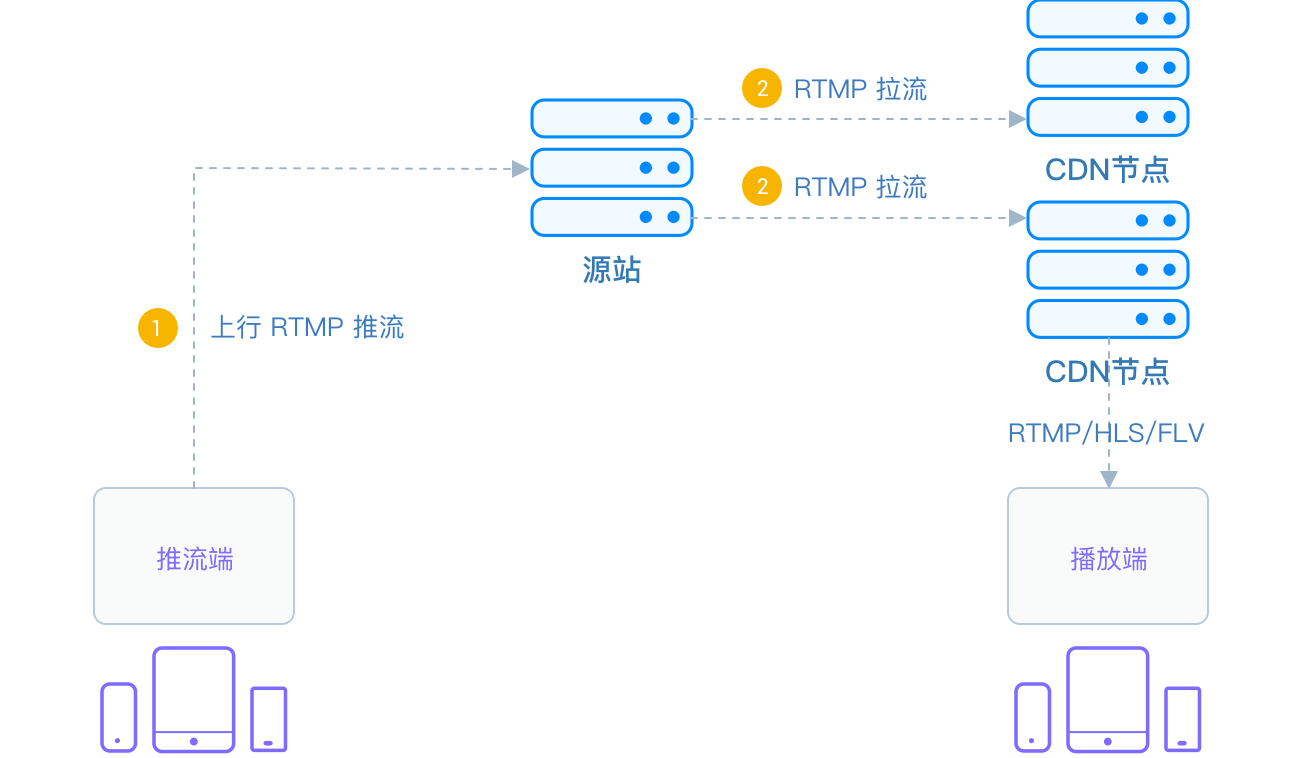 2 RTMP 拉流
CDN节点
2 RTMP 拉流
源站
1 上行 RTMP 推流
CDN节点
RTMP/HLS/FLV
推流端
播放端